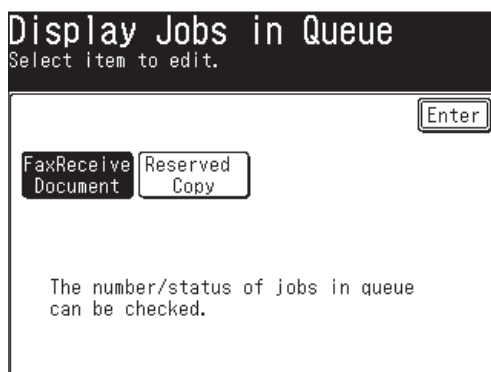 Display Jobs in Queue
Select item to edit.
Enter
FaxReceive
Document
Reserved
Copy
The number/status of jobs in queue
can be checked.